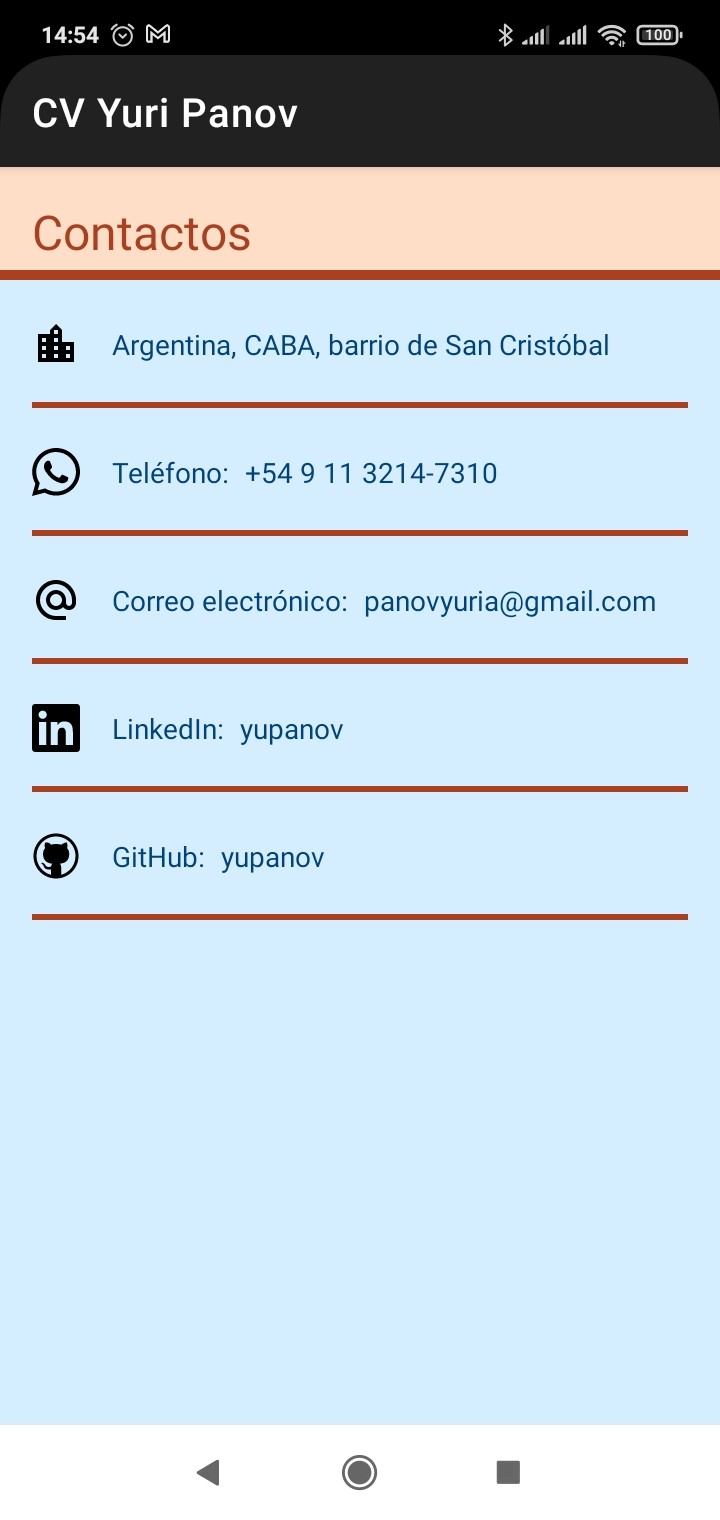 14:54
100
CV Yuri Panov
Contactos
Argentina, CABA, barrio de San Cristóbal
Teléfono: +54 9 11 3214-7310
Correo electrónico: panovyuria@gmail.com
in LinkedIn: yupanov
GitHub: yupanov